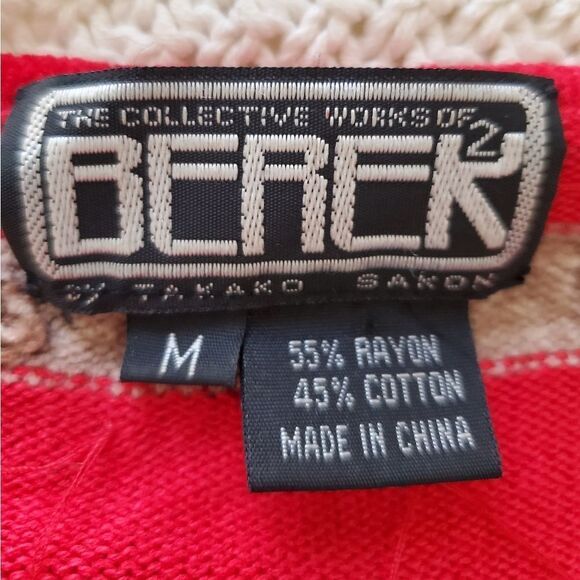 THE COLLECTIVE WORKS OF
BEREK 2
BY TAKAKO SAKON
M
55% RAYON
45% COTTON
MADE IN CHINA